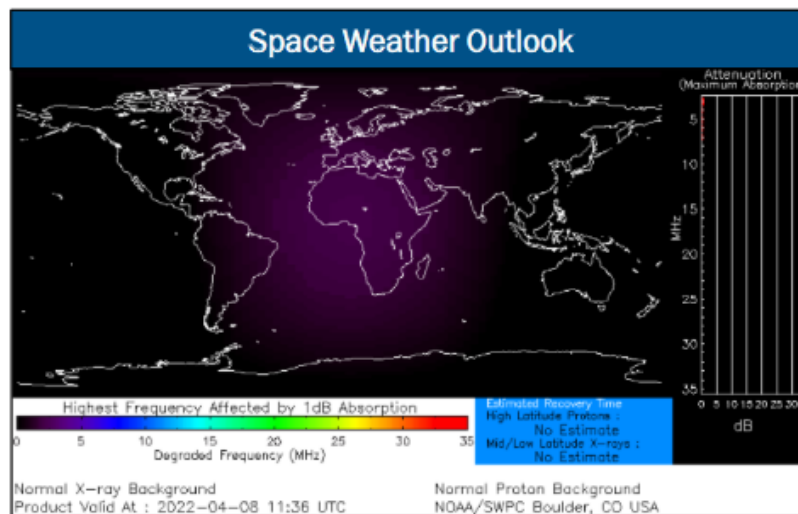 Space Weather Outlook
Attenuation
(Maximum Absorption)
5
10
15
20
25
30
35
MHz
0 5 10 15 20 25 30
dB
Highest Frequency Affected by 1dB Absorption
0 5 10 15 20 25 30 35
Degraded Frequency (MHz)
Estimated Recovery Time
High Latitude Protons :
No Estimate
Mid/Low Latitude X-rays :
No Estimate
Normal X-ray Background
Product Valid At : 2022-04-08 11:36 UTC
Normal Proton Background
NOAA/SWPC Boulder, CO USA